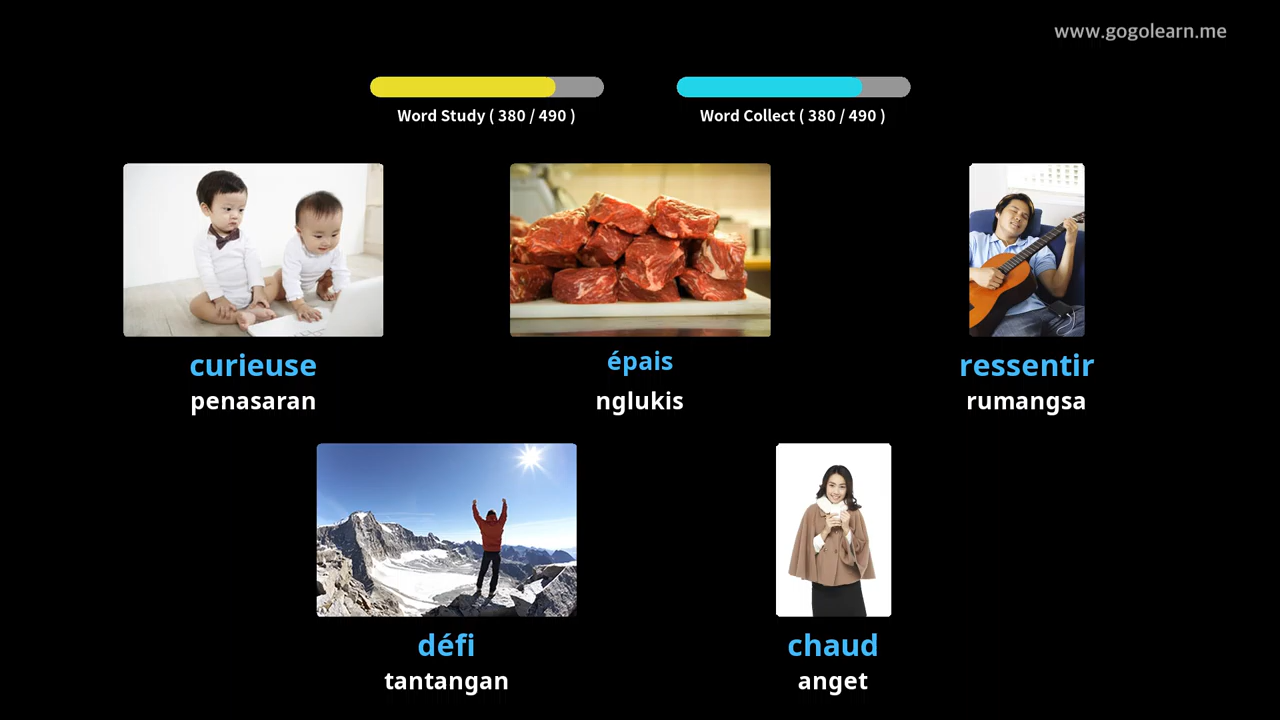 www.gogolearn.me
Word Study ( 380 / 490 )
Word Collect ( 380 / 490 )
curieuse
penasaran
épais
nglukis
ressentir
rumangsa
défi
tantangan
chaud
anget